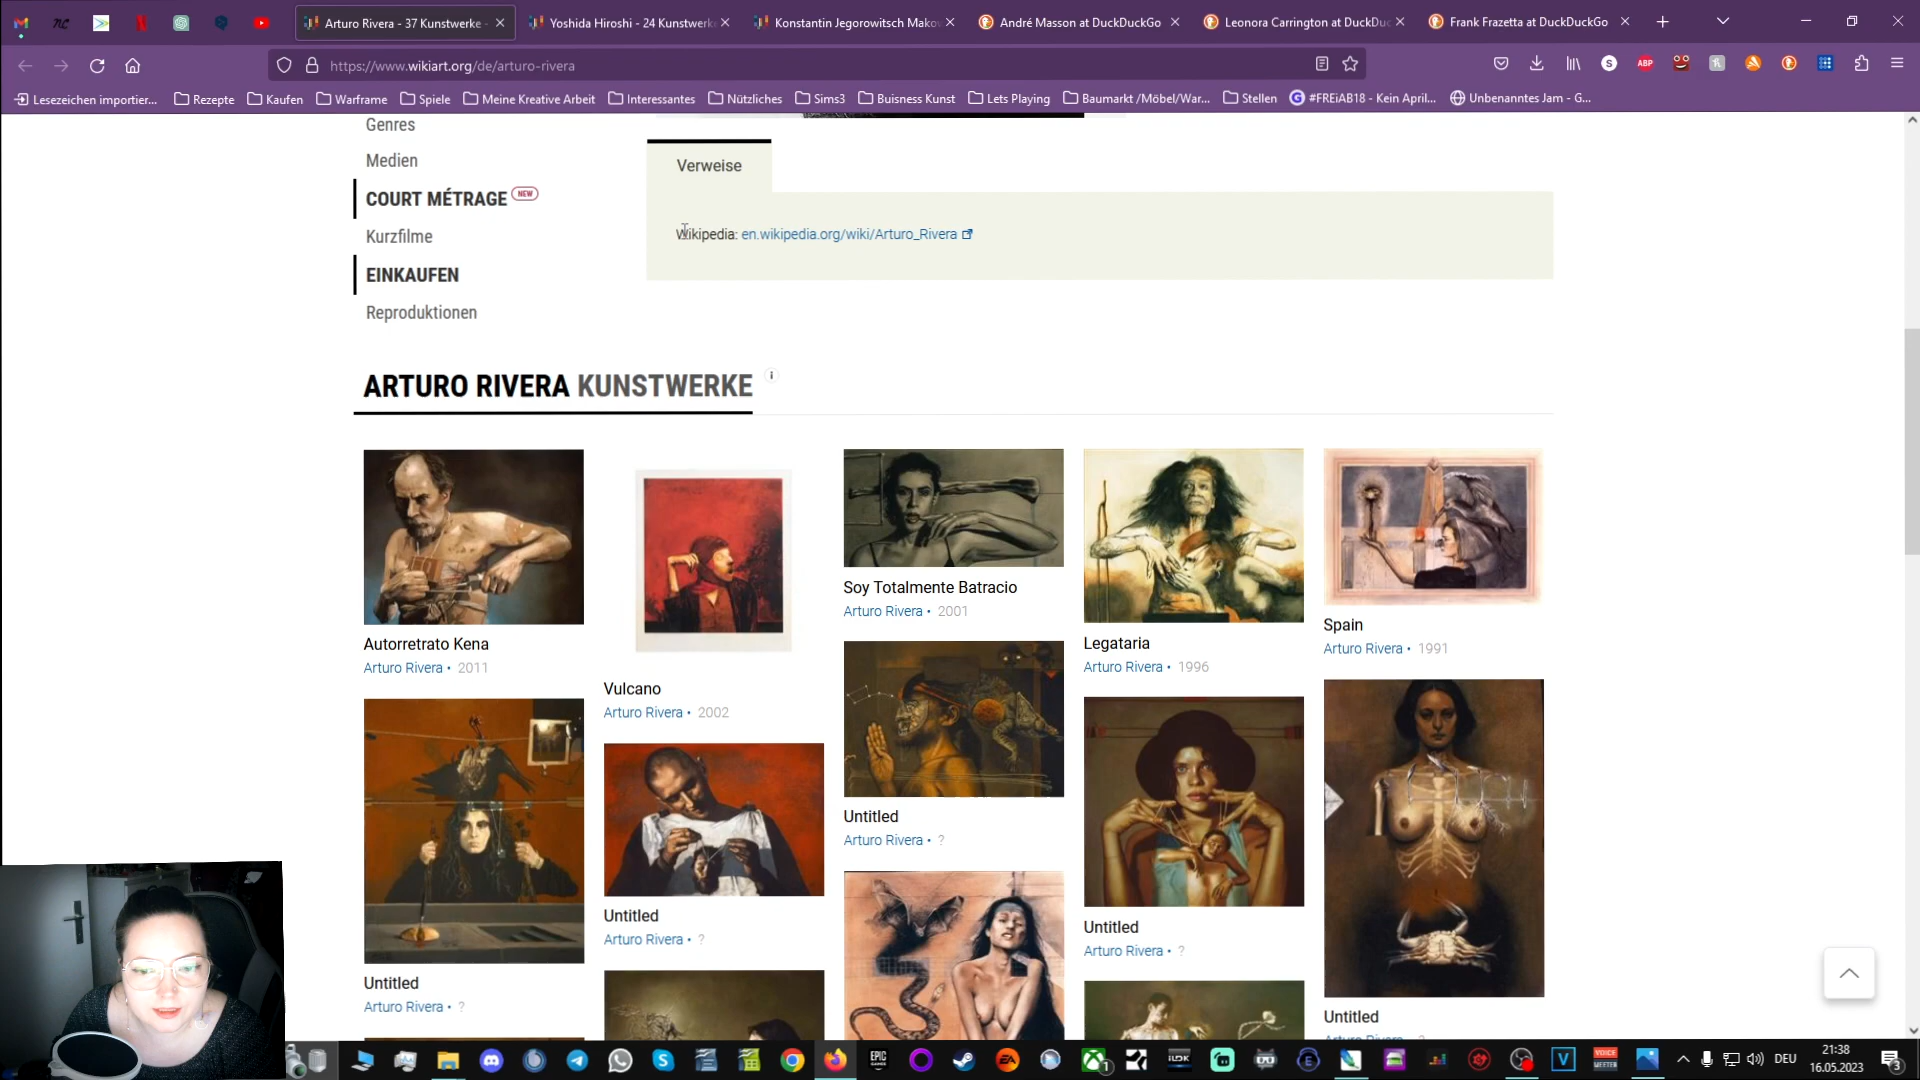 Arturo Rivera - 37 Kunstwerke -
Yoshida Hiroshi - 24 Kunstwerk
Konstantin Jegorowitsch Mako
André Masson at DuckDuckGo
Leonora Carrington at DuckDuc
Frank Frazetta at DuckDuckGo
https://www.wikiart.org/de/arturo-rivera
Lesezeichen importier...
Rezepte
Kaufen
Warframe
Spiele
Meine Kreative Arbeit
Interessantes
Nützliches
Sims3
Buisness Kunst
Lets Playing
Baumarkt /Möbel/War...
Stellen
#FREiAB18 - Kein April...
Unbenanntes Jam - G...
Genres
Medien
COURT MÉTRAGE NEW
Kurzfilme
EINKAUFEN
Reproduktionen
Verweise
Wikipedia: en.wikipedia.org/wiki/Arturo_Rivera
ARTURO RIVERA KUNSTWERKE
Autorretrato Kena
Arturo Rivera • 2011
Vulcano
Arturo Rivera • 2002
Soy Totalmente Batracio
Arturo Rivera • 2001
Legataria
Arturo Rivera • 1996
Spain
Arturo Rivera • 1991
Untitled
Arturo Rivera • ?
Untitled
Arturo Rivera • ?
Untitled
Arturo Rivera • ?
Untitled
Arturo Rivera • ?
Untitled
DEU
21:38
16.05.2023